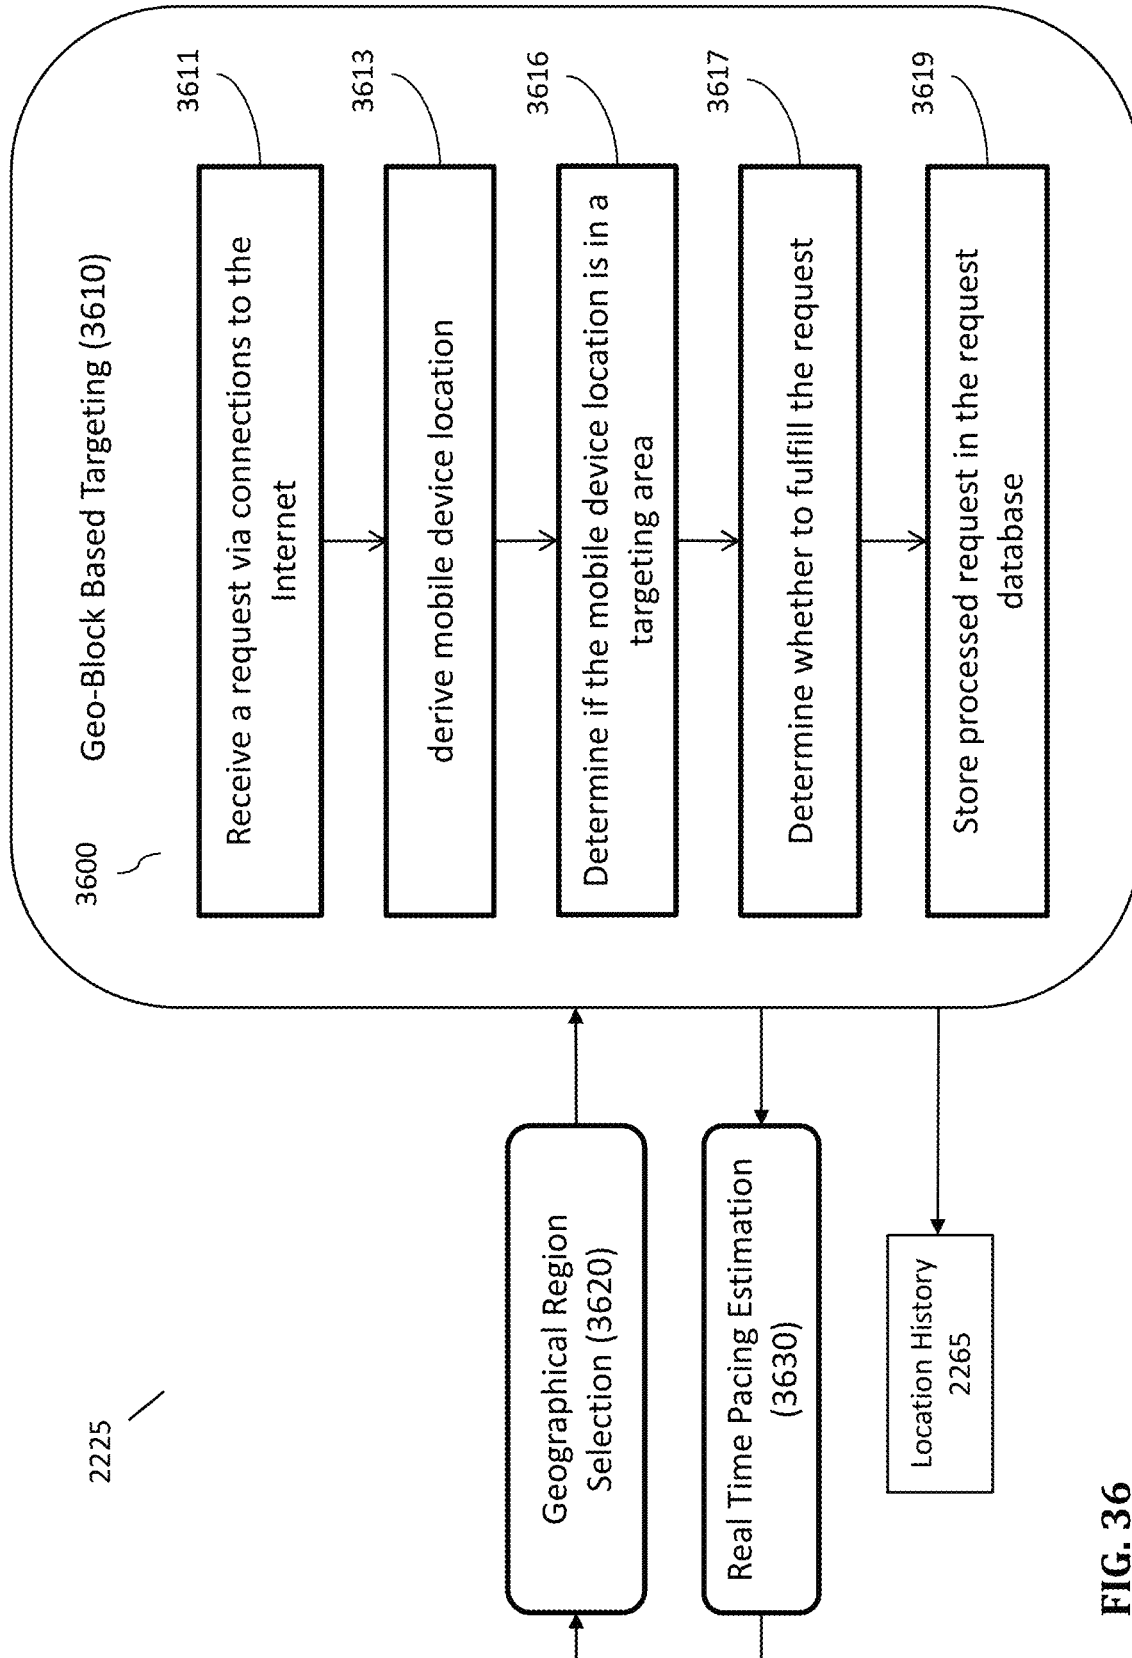 2225
3600
Geo-Block Based Targeting (3610)
Receive a request via connections to the
Internet
3611
derive mobile device location
3613
Determine if the mobile device location is in a
targeting area
3616
Determine whether to fulfill the request
3617
Store processed request in the request
database
3619
Geographical Region
Selection (3620)
Real Time Pacing Estimation
(3630)
Location History
2265
FIG. 36